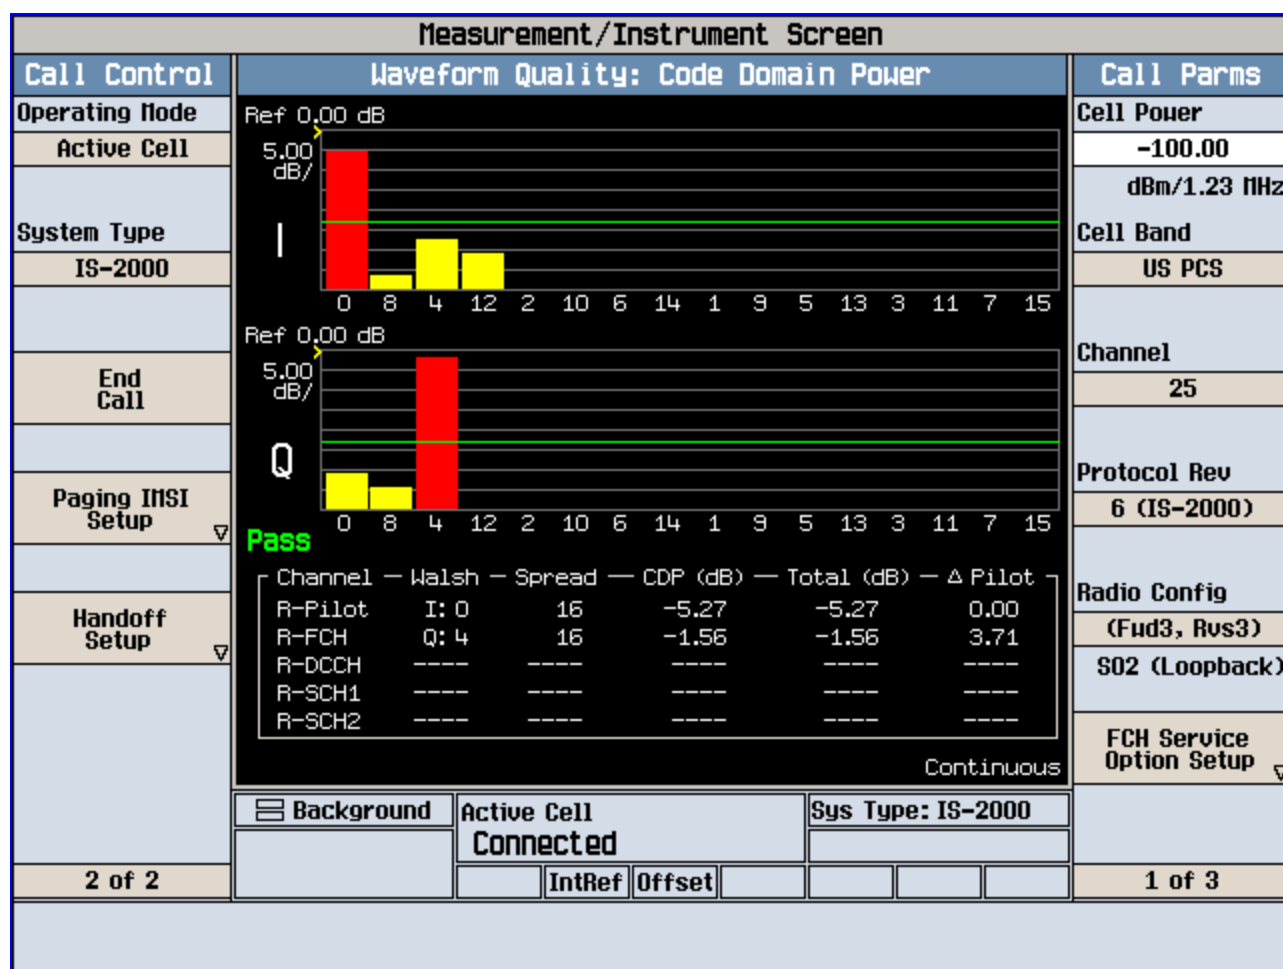 Measurement/Instrument Screen
Call Control
Operating Mode
Active Cell
System Type
IS-2000
End
Call
Paging IMSI
Setup
Handoff
Setup
2 of 2
Waveform Quality: Code Domain Power
Ref 0.00 dB
5.00
dB/
I
0 8 4 12 2 10 6 14 1 9 5 13 3 11 7 15
Ref 0.00 dB
5.00
dB/
Q
0 8 4 12 2 10 6 14 1 9 5 13 3 11 7 15
Pass
Channel Walsh Spread CDP (dB) Total (dB) Δ Pilot
R-Pilot I: 0 16 -5.27 -5.27 0.00
R-FCH Q: 4 16 -1.56 -1.56 3.71
R-DCCH ---- ---- ---- ---- ----
R-SCH1 ---- ---- ---- ---- ----
R-SCH2 ---- ---- ---- ---- ----
Continuous
Background
Active Cell
Connected
Sys Type: IS-2000
IntRef Offset
Call Parms
Cell Power
-100.00
dBm/1.23 MHz
Cell Band
US PCS
Channel
25
Protocol Rev
6 (IS-2000)
Radio Config
(Fwd3, Rvs3)
SO2 (Loopback)
FCH Service
Option Setup
1 of 3